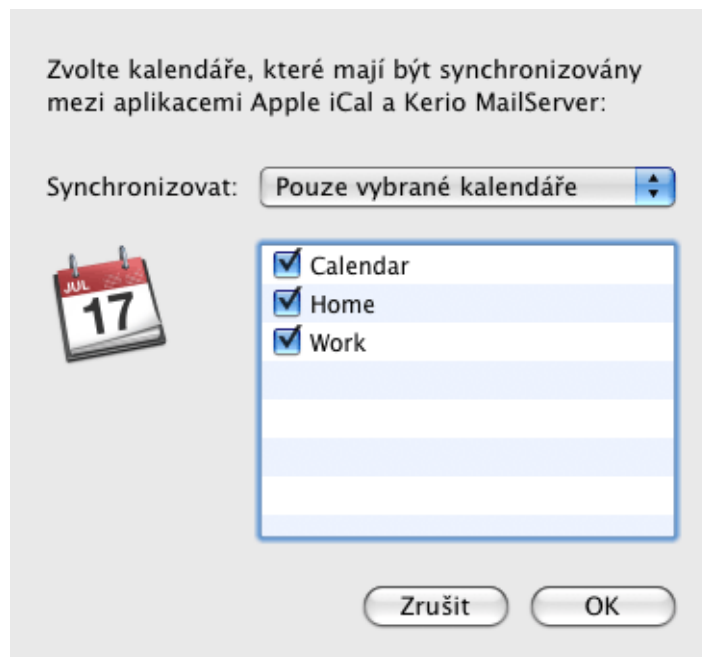 Zvolte kalendáře, které mají být synchronizovány
mezi aplikacemi Apple iCal a Kerio MailServer:
Synchronizovat: Pouze vybrané kalendáře
JUL
17
Calendar
Home
Work
Zrušit OK